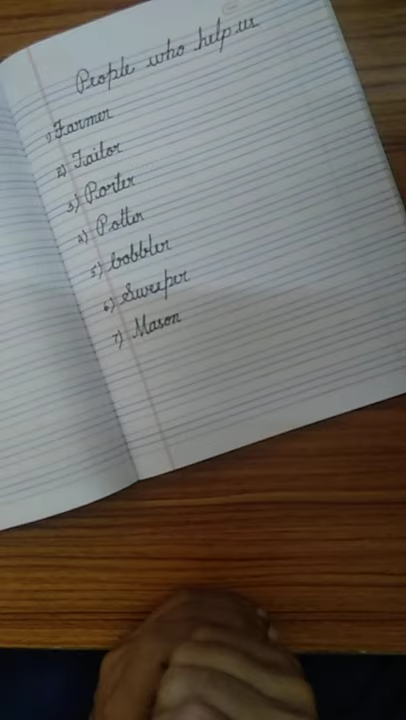 People who help us
1) Farmer
2) Tailor
3) Porter
4) Potter
5) Cobbler
6) Sweeper
7) Mason